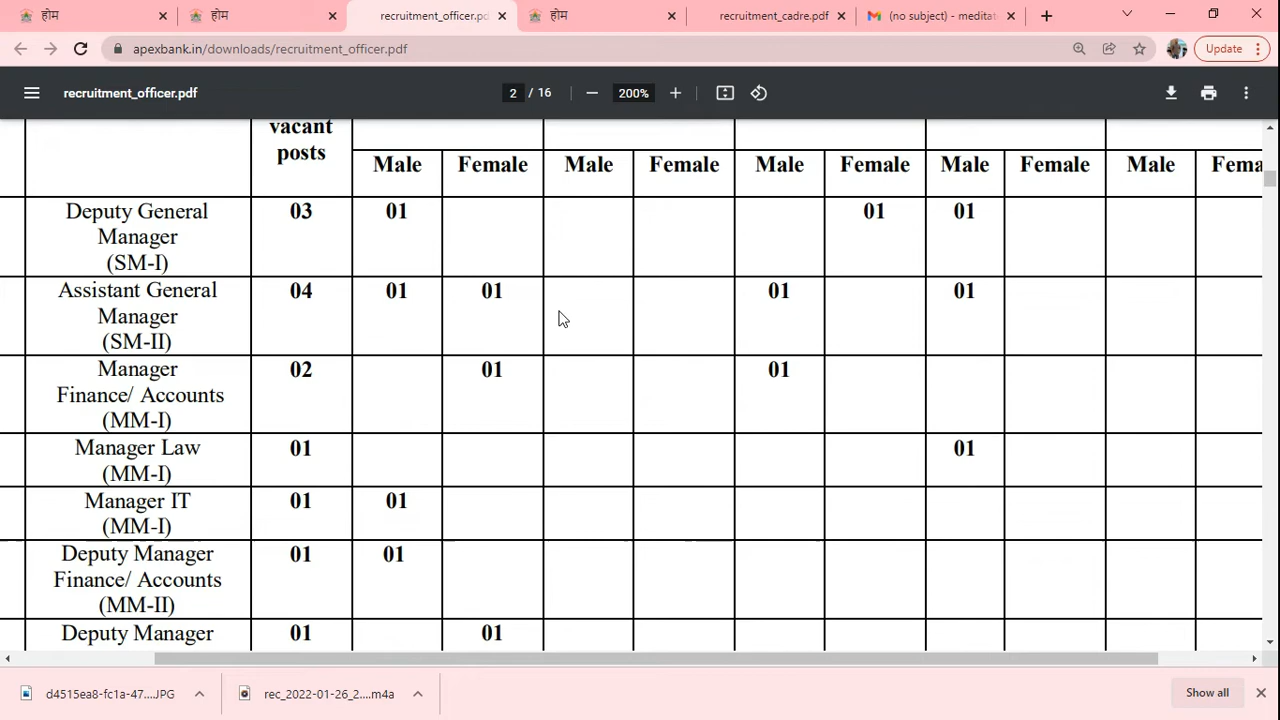 होम
होम
recruitment_officer.pd
होम
recruitment_cadre.pdf
(no subject) - meditat
apexbank.in/downloads/recruitment_officer.pdf
Update
recruitment_officer.pdf
2 / 16
200%
vacant
posts
Male Female Male Female Male Female Male Female Male Fema
Deputy General
Manager
(SM-I)
03 01 01 01
Assistant General
Manager
(SM-II)
04 01 01 01 01
Manager
Finance/ Accounts
(MM-I)
02 01 01
Manager Law
(MM-I)
01 01
Manager IT
(MM-I)
01 01
Deputy Manager
Finance/ Accounts
(MM-II)
01 01
Deputy Manager
01 01
d4515ea8-fc1a-47....JPG
rec_2022-01-26_2....m4a
Show all